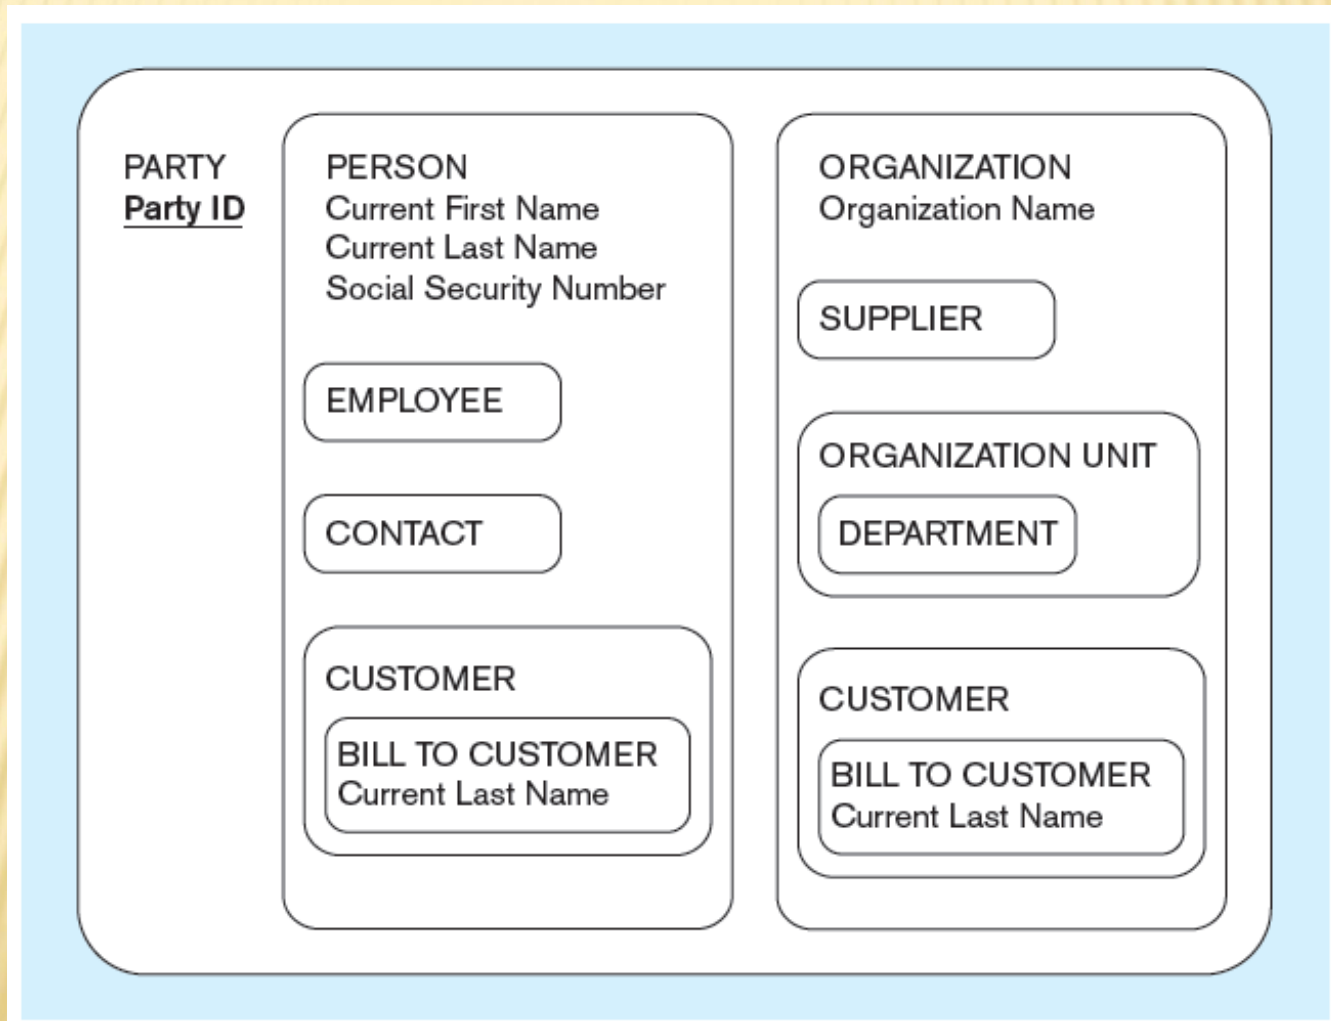 PARTY
Party ID
PERSON
Current First Name
Current Last Name
Social Security Number
EMPLOYEE
CONTACT
CUSTOMER
BILL TO CUSTOMER
Current Last Name
ORGANIZATION
Organization Name
SUPPLIER
ORGANIZATION UNIT
DEPARTMENT
CUSTOMER
BILL TO CUSTOMER
Current Last Name